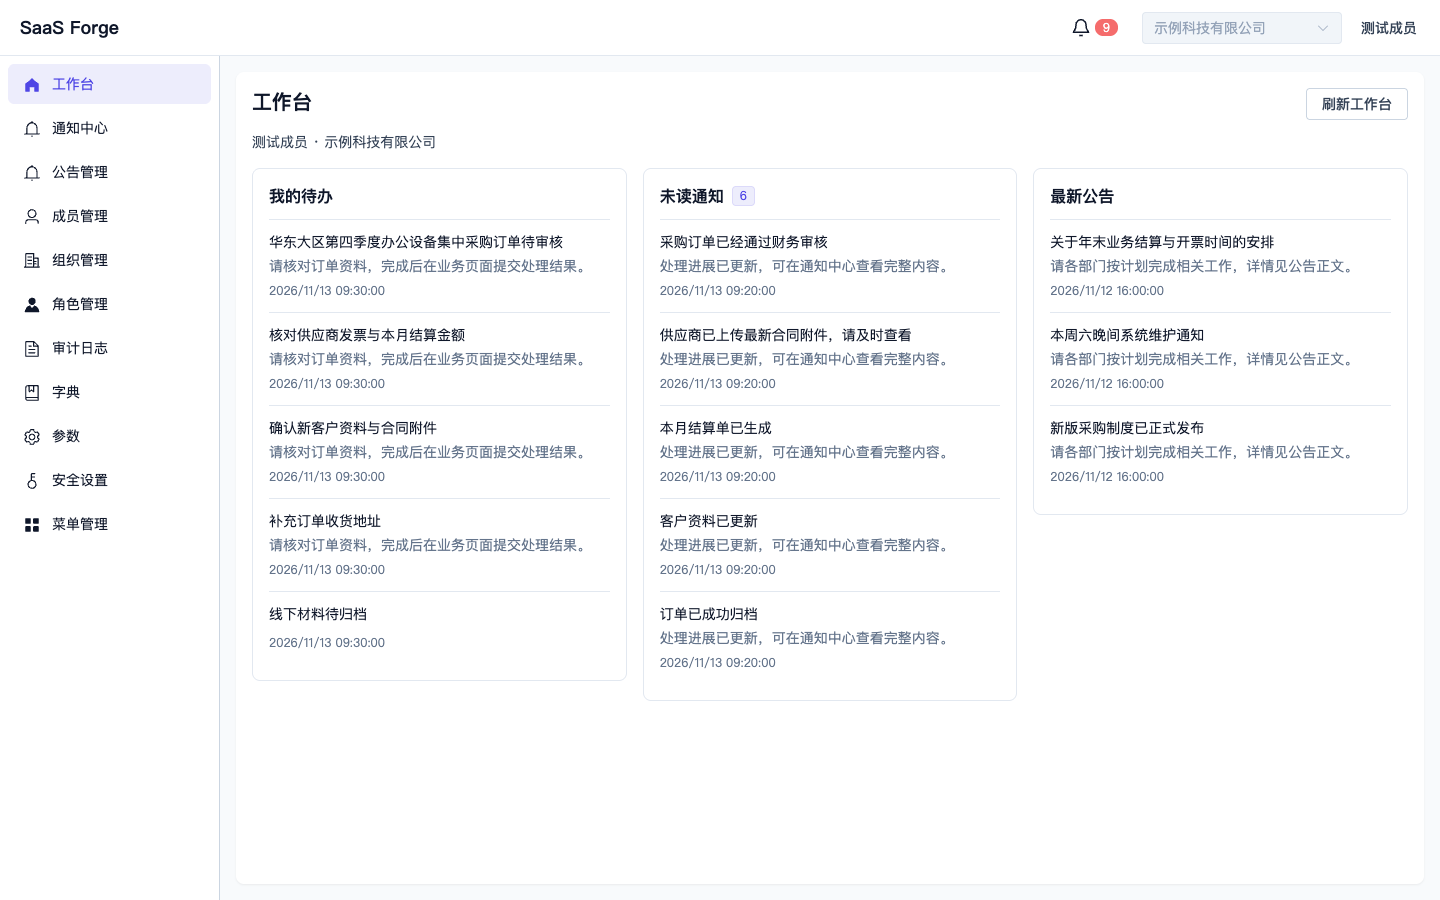 SaaS Forge
9
示例科技有限公司
测试成员
工作台
通知中心
公告管理
成员管理
组织管理
角色管理
审计日志
字典
参数
安全设置
菜单管理
工作台
刷新工作台
测试成员 · 示例科技有限公司
我的待办
华东大区第四季度办公设备集中采购订单待审核
请核对订单资料，完成后在业务页面提交处理结果。
2026/11/13 09:30:00
核对供应商发票与本月结算金额
请核对订单资料，完成后在业务页面提交处理结果。
2026/11/13 09:30:00
确认新客户资料与合同附件
请核对订单资料，完成后在业务页面提交处理结果。
2026/11/13 09:30:00
补充订单收货地址
请核对订单资料，完成后在业务页面提交处理结果。
2026/11/13 09:30:00
线下材料待归档
2026/11/13 09:30:00
未读通知 6
采购订单已经通过财务审核
处理进展已更新，可在通知中心查看完整内容。
2026/11/13 09:20:00
供应商已上传最新合同附件，请及时查看
处理进展已更新，可在通知中心查看完整内容。
2026/11/13 09:20:00
本月结算单已生成
处理进展已更新，可在通知中心查看完整内容。
2026/11/13 09:20:00
客户资料已更新
处理进展已更新，可在通知中心查看完整内容。
2026/11/13 09:20:00
订单已成功归档
处理进展已更新，可在通知中心查看完整内容。
2026/11/13 09:20:00
最新公告
关于年末业务结算与开票时间的安排
请各部门按计划完成相关工作，详情见公告正文。
2026/11/12 16:00:00
本周六晚间系统维护通知
请各部门按计划完成相关工作，详情见公告正文。
2026/11/12 16:00:00
新版采购制度已正式发布
请各部门按计划完成相关工作，详情见公告正文。
2026/11/12 16:00:00